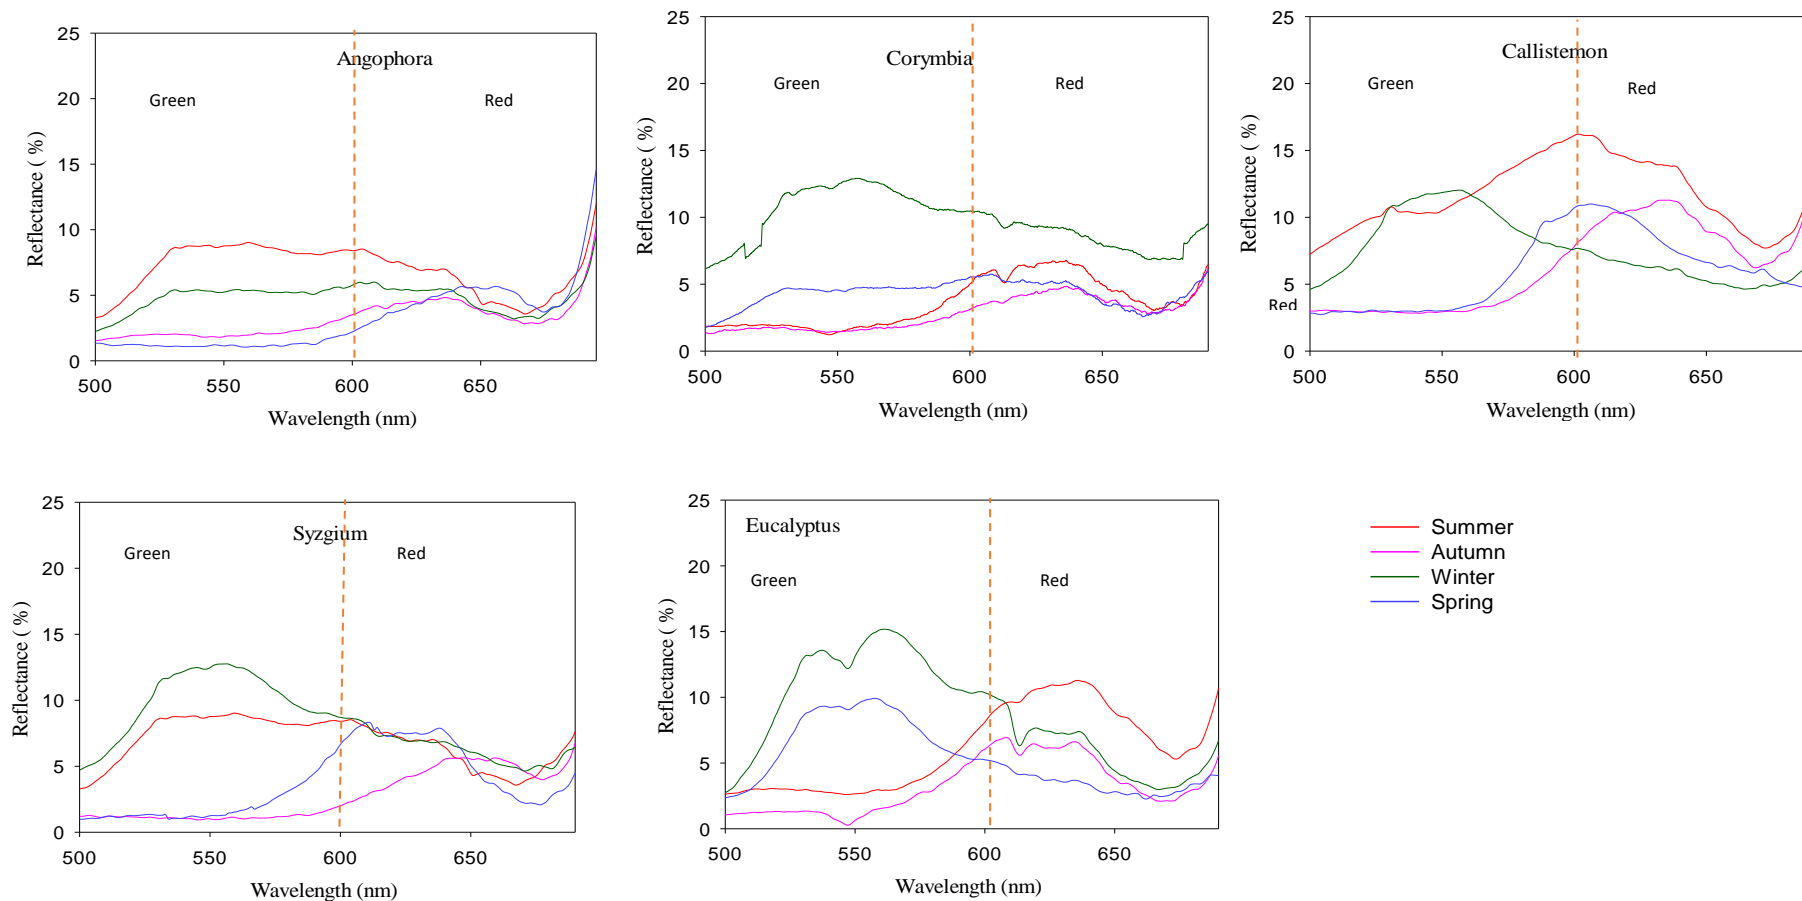 Angophora
Green
Red
Reflectance ( %)
25
20
15
10
5
0
500
550
600
650
Wavelength (nm)
Corymbia
Green
Red
Reflectance ( %)
25
20
15
10
5
0
500
550
600
650
Wavelength (nm)
Callistemon
Green
Red
Reflectance ( %)
25
20
15
10
5
Red
0
500
550
600
650
Wavelength (nm)
Syzgium
Green
Red
Reflectance ( %)
25
20
15
10
5
0
500
550
600
650
Wavelength (nm)
Eucalyptus
Green
Red
Reflectance ( %)
25
20
15
10
5
0
500
550
600
650
Wavelength (nm)
Summer
Autumn
Winter
Spring